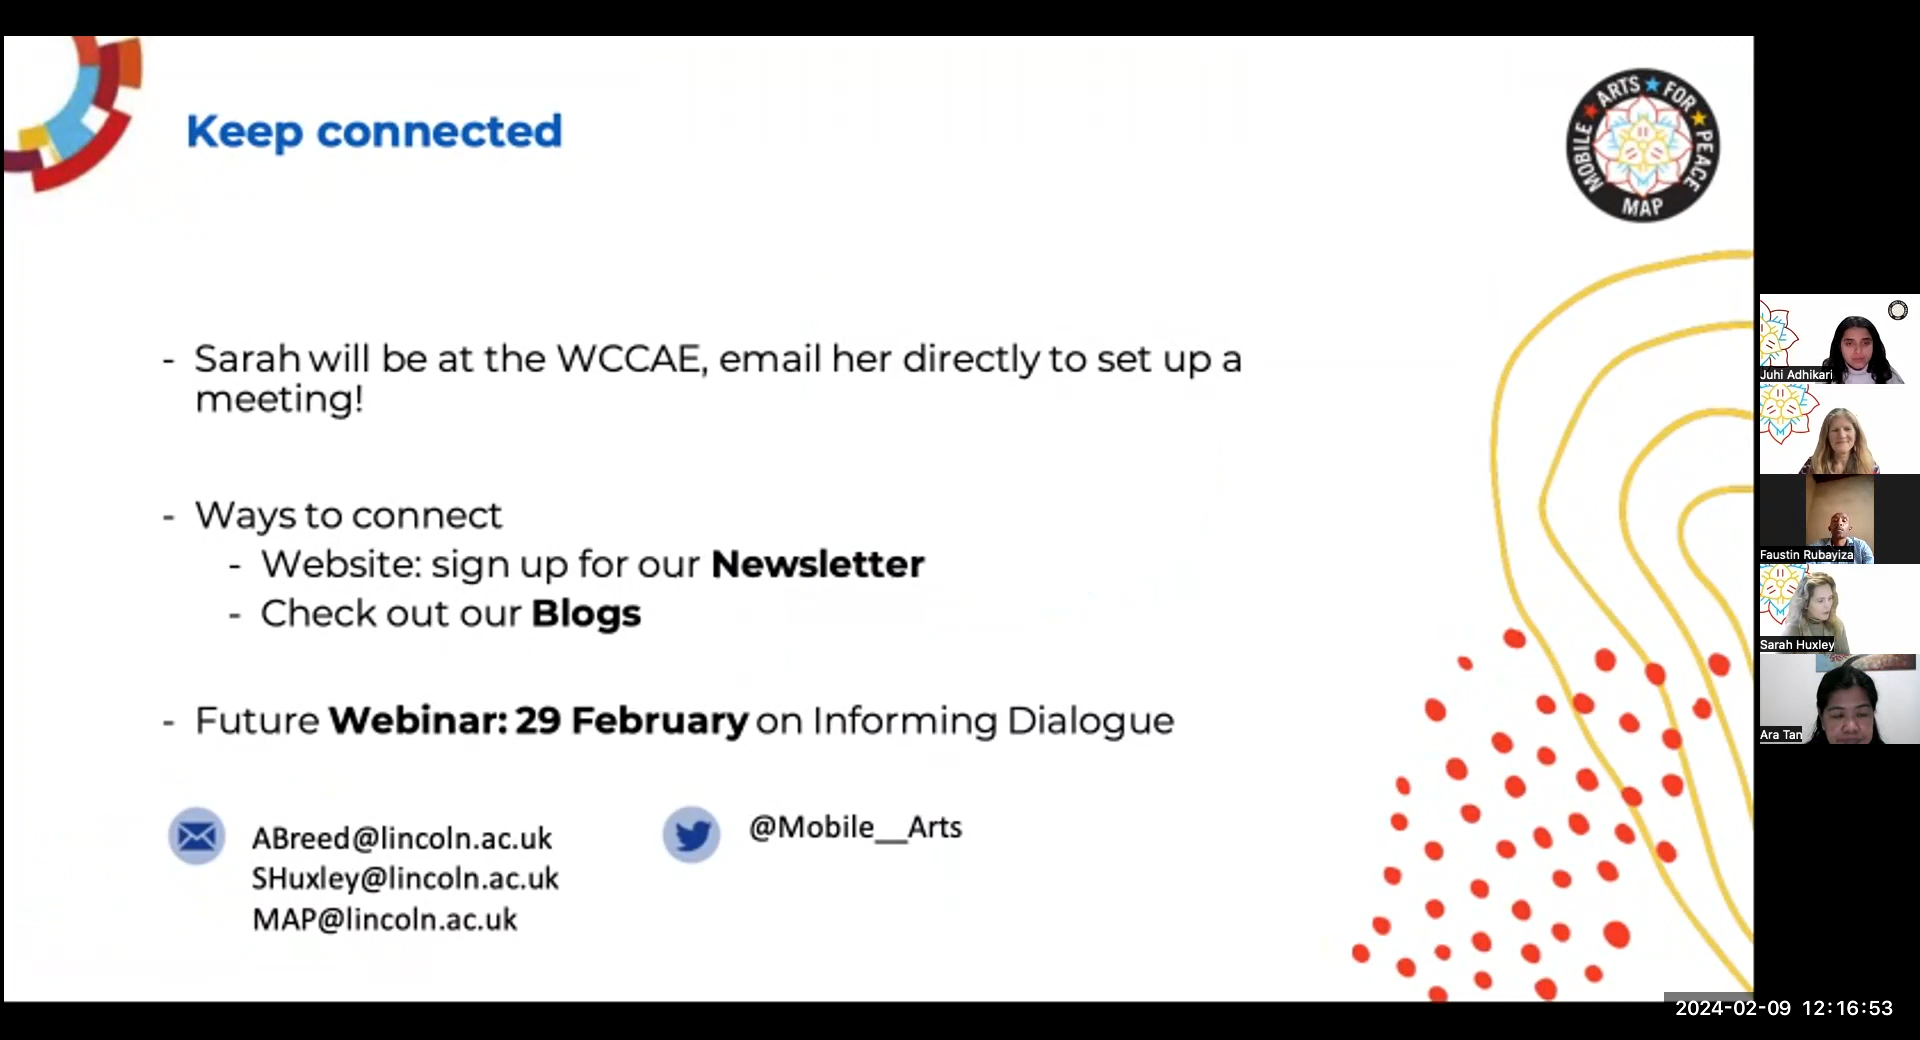 Keep connected
MOBILE ★ ARTS ★ FOR ★ PEACE
MAP
- Sarah will be at the WCCAE, email her directly to set up a
meeting!
- Ways to connect
- Website: sign up for our Newsletter
- Check out our Blogs
- Future Webinar: 29 February on Informing Dialogue
ABreed@lincoln.ac.uk
SHuxley@lincoln.ac.uk
MAP@lincoln.ac.uk
@Mobile__Arts
Juhi Adhikari
Faustin Rubayiza
Sarah Huxley
Ara Tan
2024-02-09 12:16:53